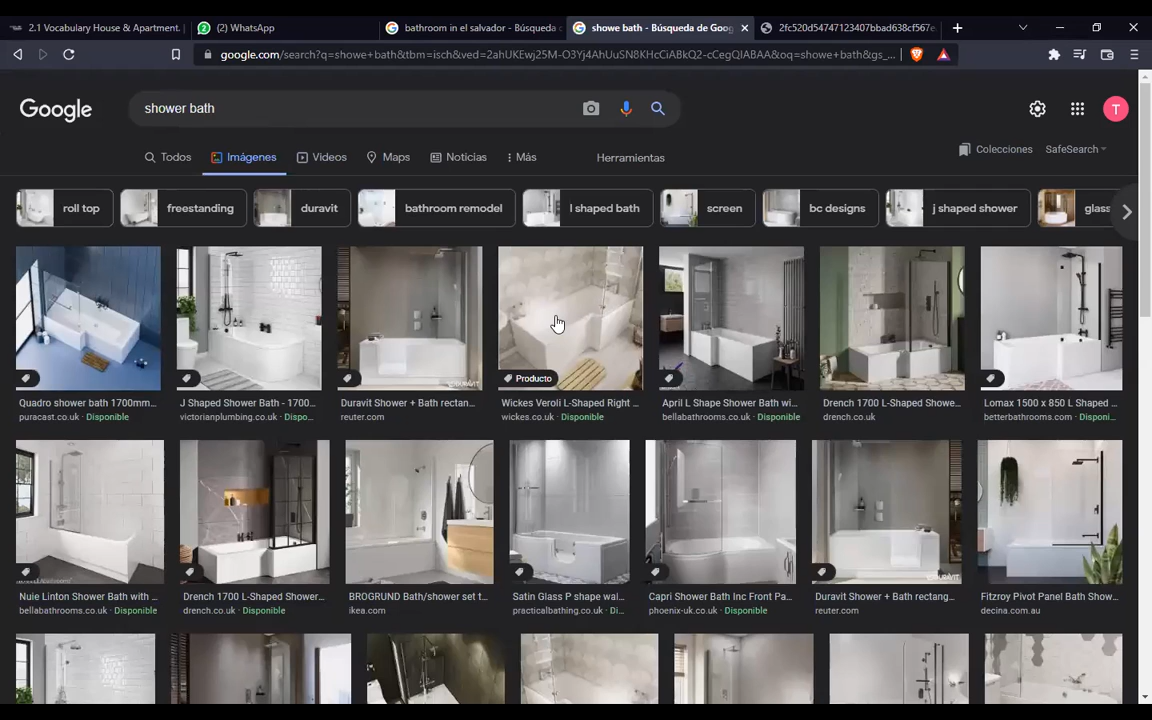 2.1 Vocabulary House & Apartment.
(2) WhatsApp
bathroom in el salvador - Búsqueda
showe bath - Búsqueda de Goog
2fc520d54747123407bbad638cf567e
google.com/search?q=showe+bath&tbm=isch&ved=2ahUKEwj25M-O3Yj4AhUuSN8KHcCiABkQ2-cCegQIABAA&oq=showe+bath&gs_...
Google
shower bath
T
Todos
Imágenes
Videos
Maps
Noticias
Más
Herramientas
Colecciones
SafeSearch
roll top
freestanding
duravit
bathroom remodel
l shaped bath
screen
bc designs
j shaped shower
glass
Producto
DURAVIT
Quadro shower bath 1700mm...
J Shaped Shower Bath - 1700...
Duravit Shower + Bath rectan...
Wickes Veroli L-Shaped Right ...
April L Shape Shower Bath wi...
Drench 1700 L-Shaped Showe...
Lomax 1500 x 850 L Shaped ...
puracast.co.uk · Disponible
victorianplumbing.co.uk · Dispo...
reuter.com
wickes.co.uk · Disponible
bellabathrooms.co.uk · Disponible
drench.co.uk
betterbathrooms.com · Disponi...
DURAVIT
Nuie Linton Shower Bath with ...
Drench 1700 L-Shaped Shower...
BROGRUND Bath/shower set t...
Satin Glass P shape wal...
Capri Shower Bath Inc Front Pa...
Duravit Shower + Bath rectang...
Fitzroy Pivot Panel Bath Show...
bellabathrooms.co.uk · Disponible
drench.co.uk · Disponible
ikea.com
practicalbathing.co.uk · Di...
phoenix-uk.co.uk · Disponible
reuter.com
decina.com.au